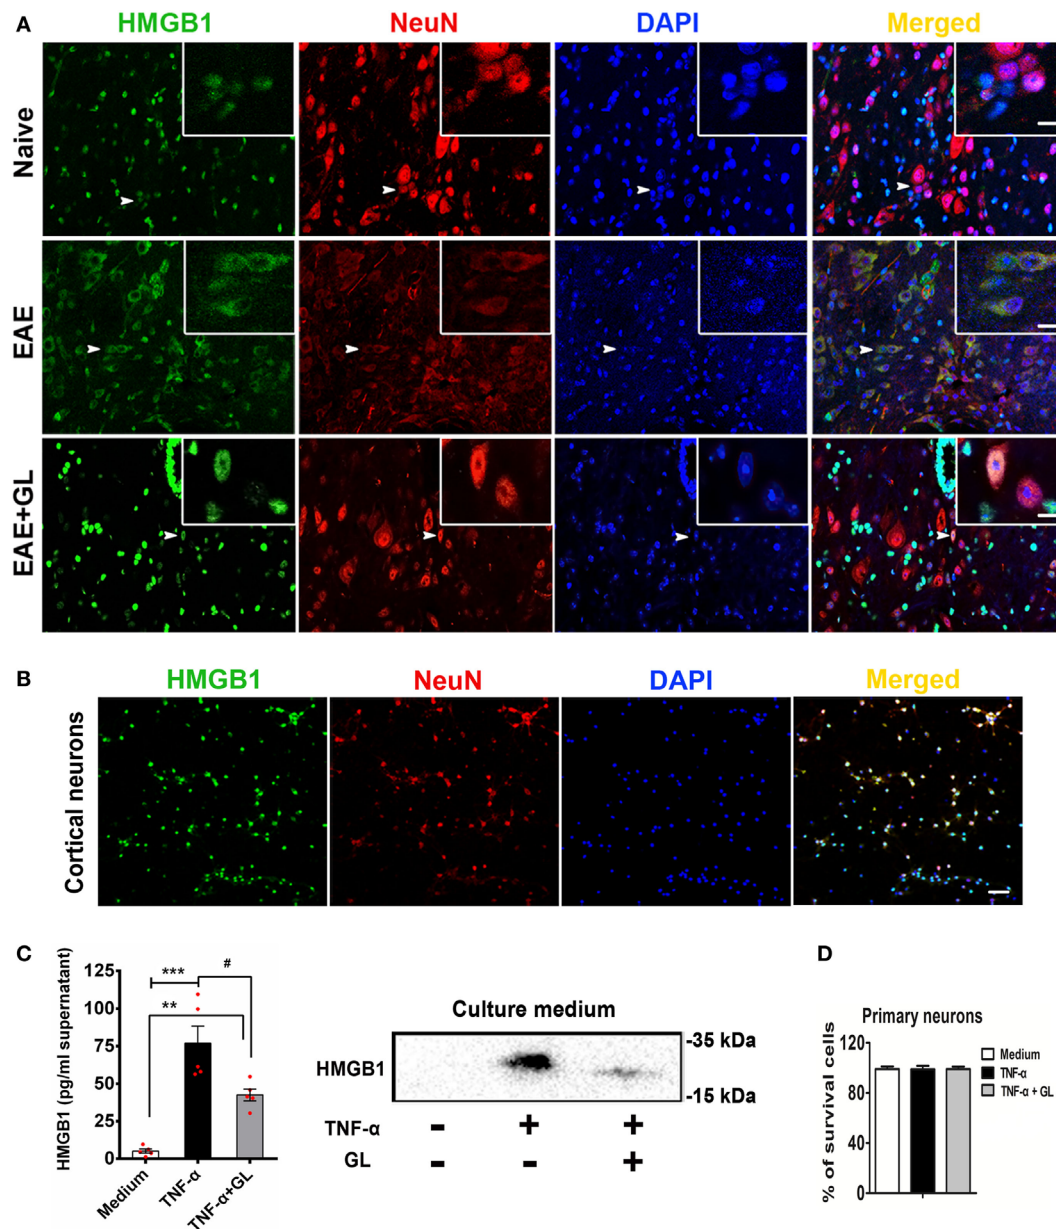 A
HMGB1 NeuN DAPI Merged
Naive
EAE
EAE+GL
B
HMGB1 NeuN DAPI Merged
Cortical neurons
C
HMGB1 (pg/ml supernatant)
125
100
75
50
25
0
***
#
**
Medium
TNF-α
TNF-α+GL
Culture medium
HMGB1
-35 kDa
-15 kDa
TNF-α - + +
GL - - +
D
Primary neurons
% of survival cells
120
80
40
0
Medium
TNF-α
TNF-α + GL